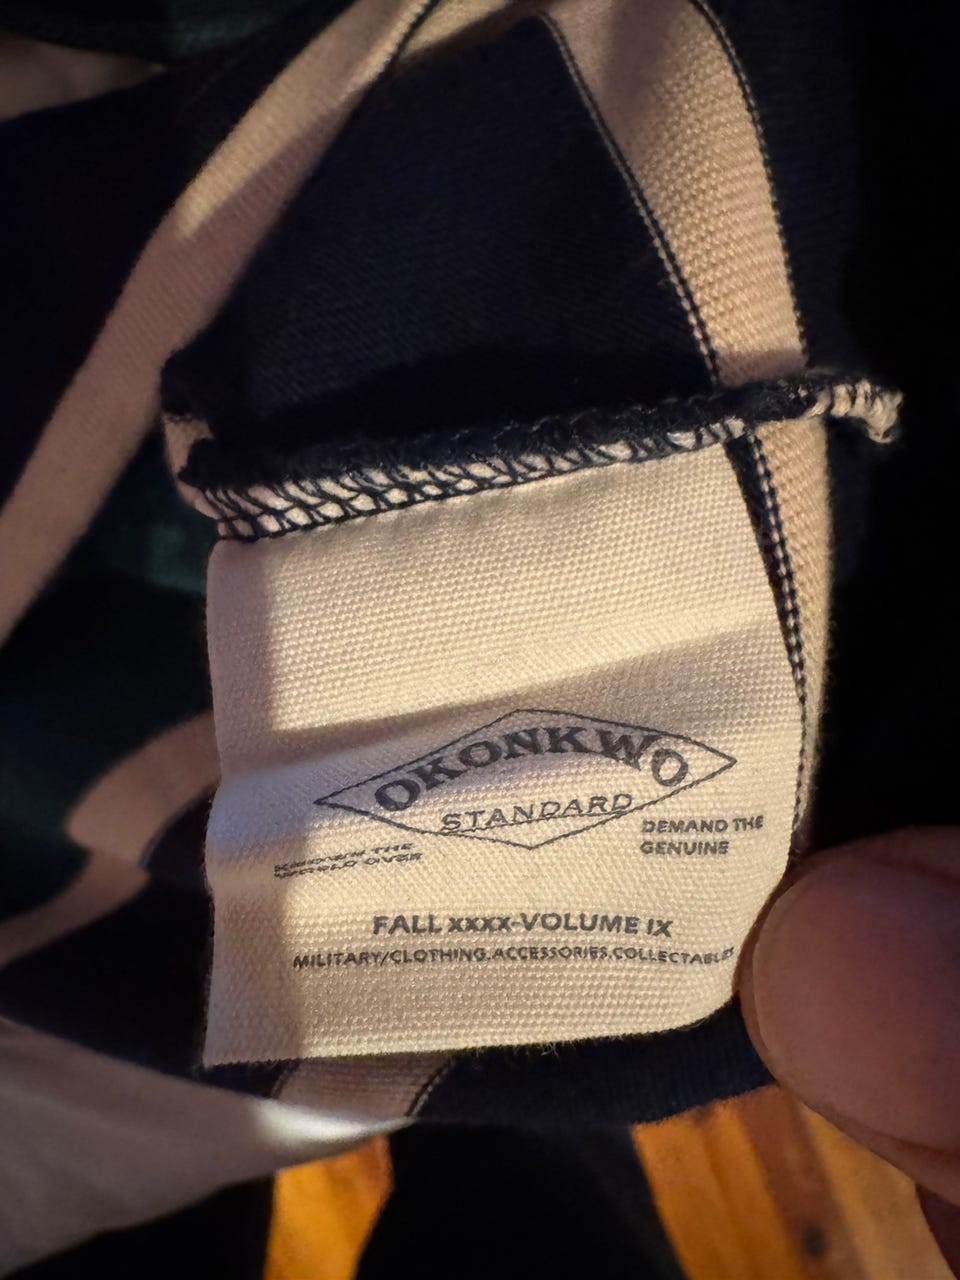 OKONKWO
STANDARD
KNOWN THE
WORLD OVER
DEMAND THE
GENUINE
FALL xxxx-VOLUME IX
MILITARY/CLOTHING.ACCESSORIES.COLLECTABLES